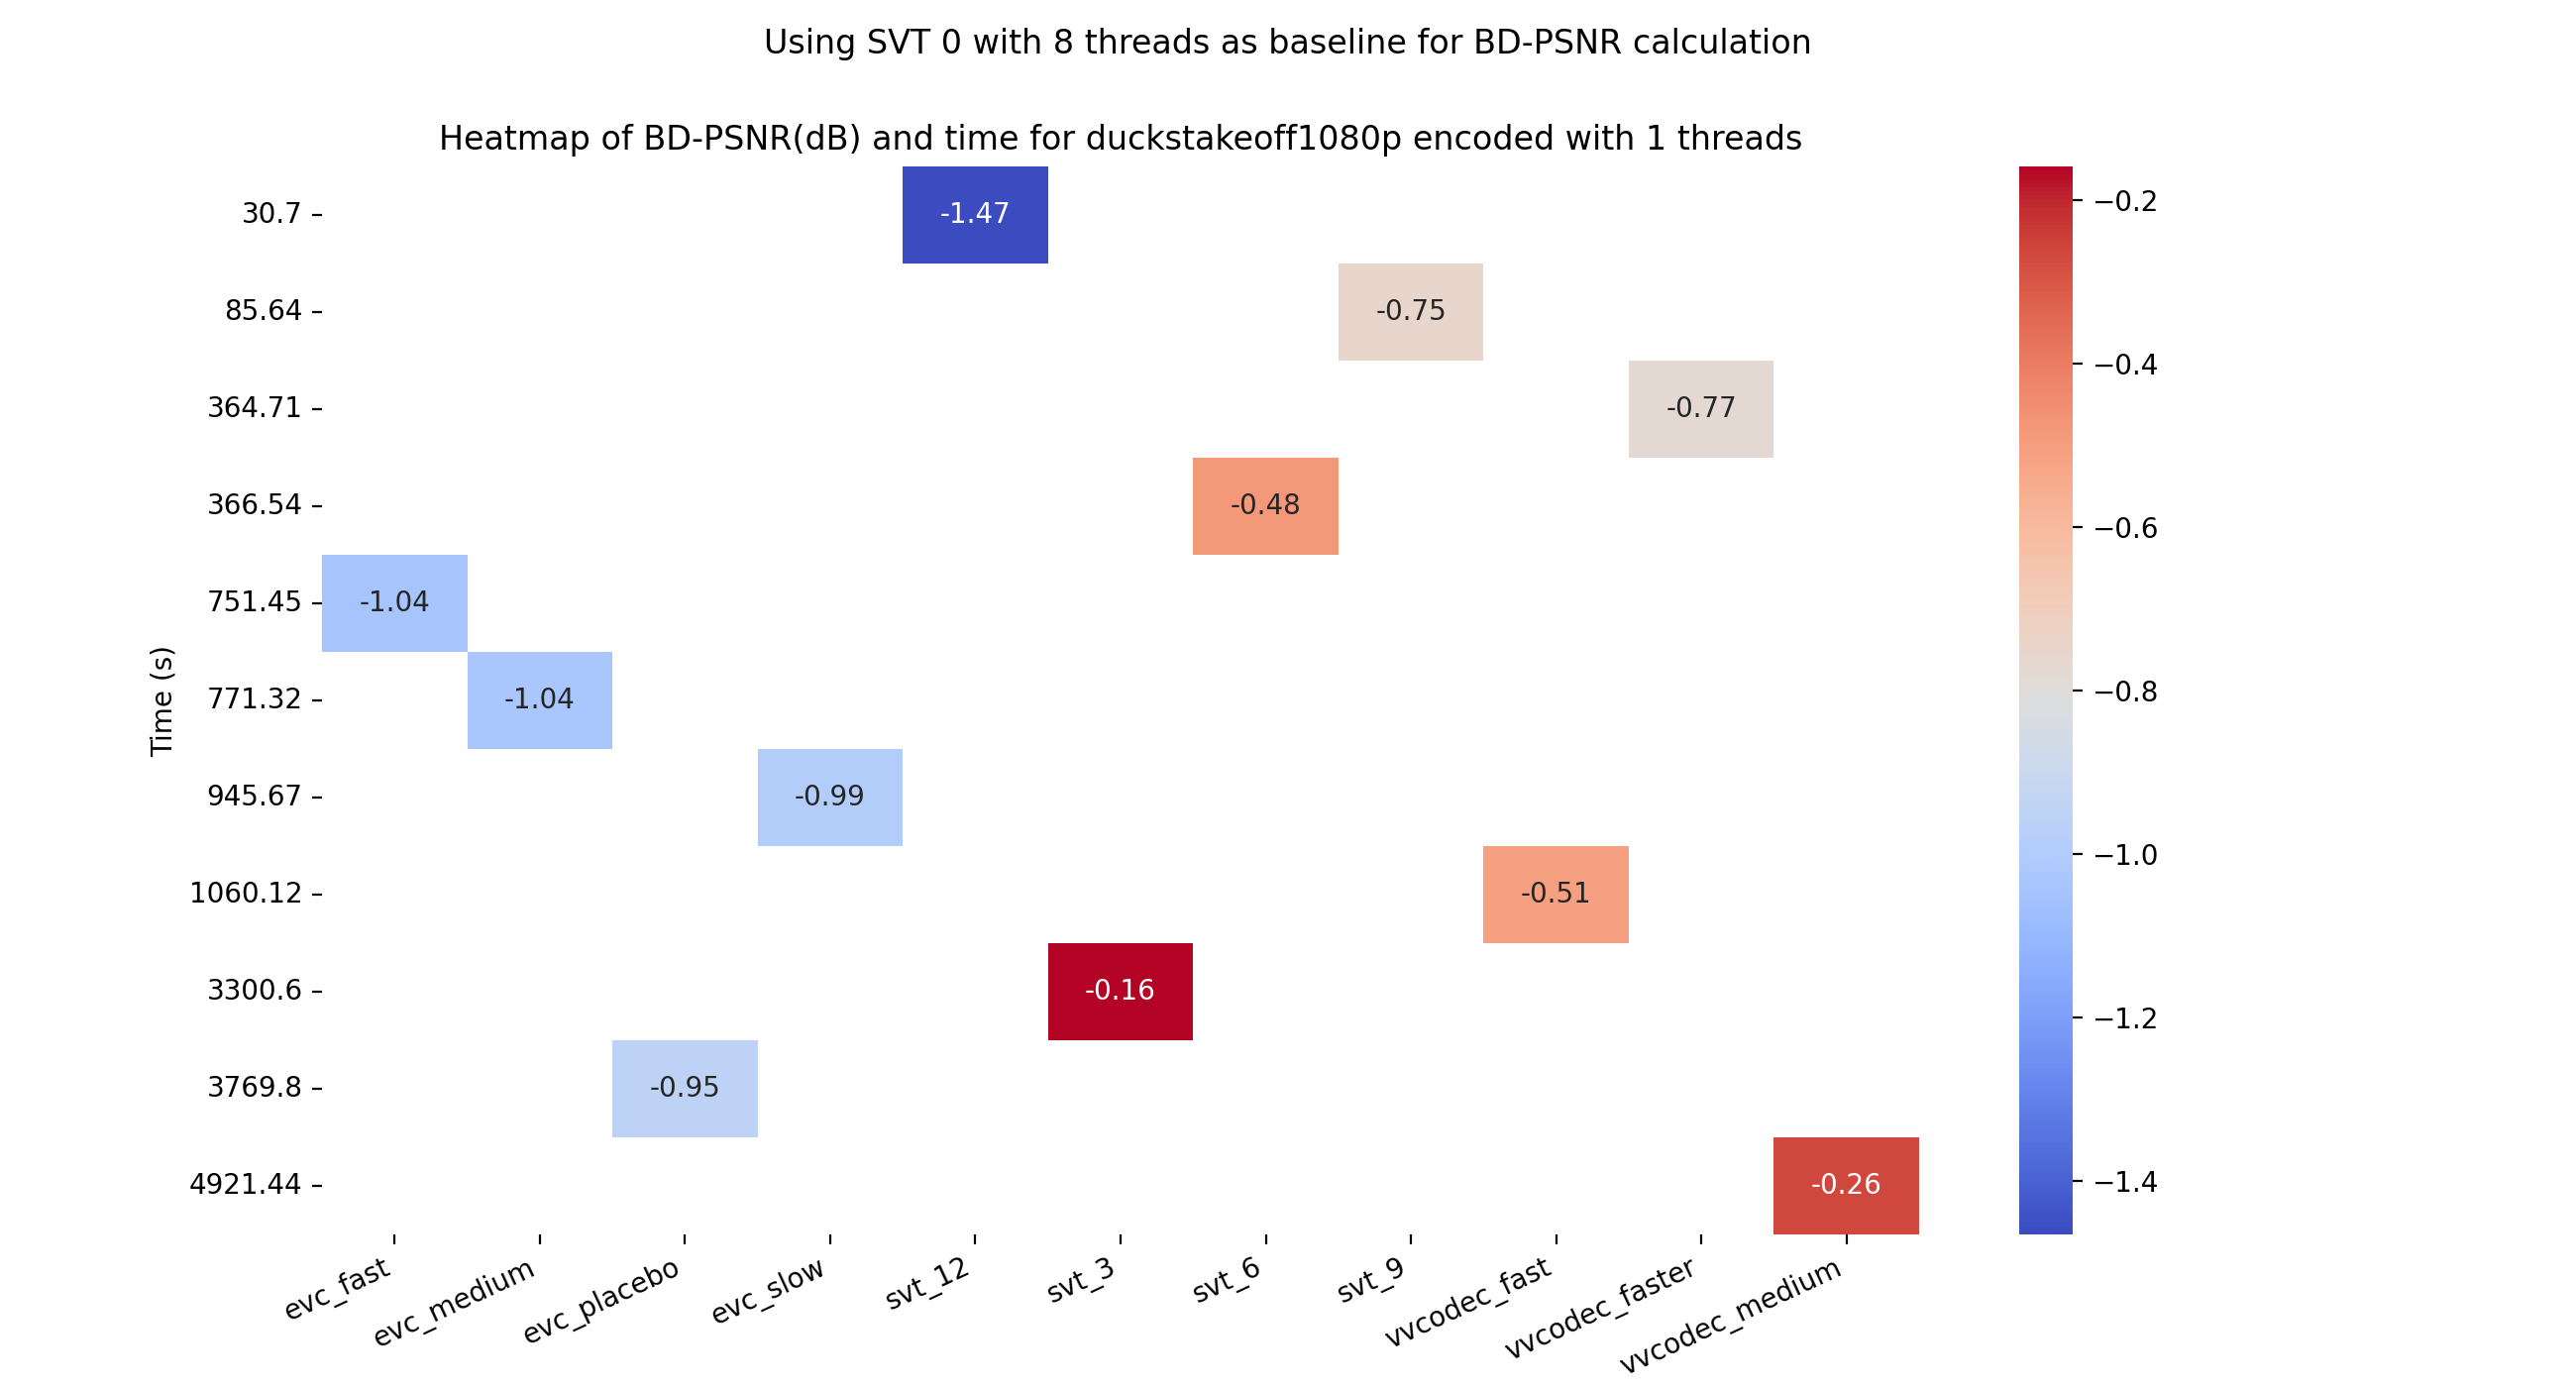 Using SVT 0 with 8 threads as baseline for BD-PSNR calculation
Heatmap of BD-PSNR(dB) and time for duckstakeoff1080p encoded with 1 threads
Time (s)
30.7
85.64
364.71
366.54
751.45
771.32
945.67
1060.12
3300.6
3769.8
4921.44
-1.47
-0.75
-0.77
-0.48
-1.04
-1.04
-0.99
-0.51
-0.16
-0.95
-0.26
evc_fast
evc_medium
evc_placebo
evc_slow
svt_12
svt_3
svt_6
svt_9
vvcodec_fast
vvcodec_faster
vvcodec_medium
−0.2
−0.4
−0.6
−0.8
−1.0
−1.2
−1.4